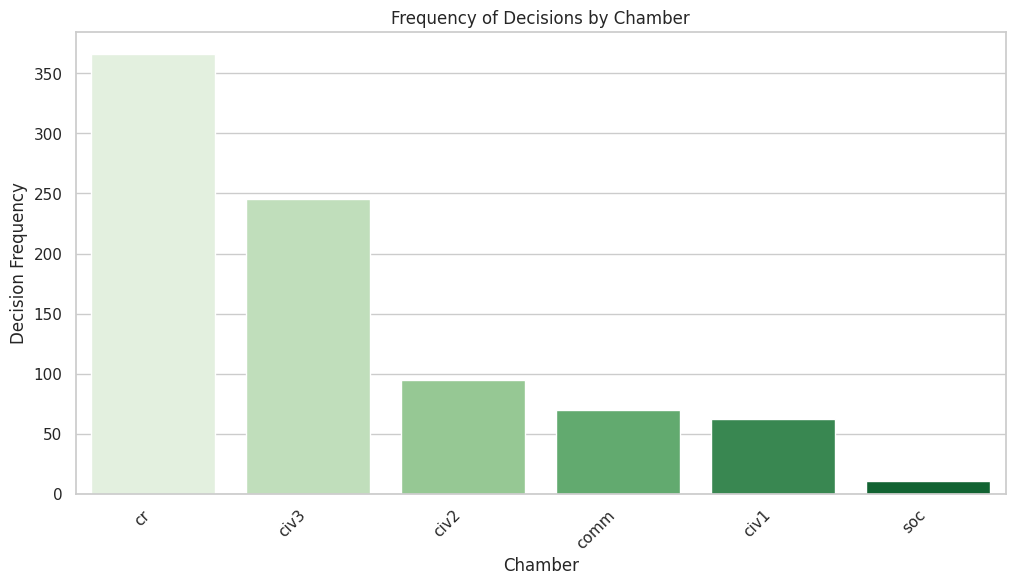 Frequency of Decisions by Chamber
Decision Frequency
350
300
250
200
150
100
50
0
cr
civ3
civ2
comm
civ1
soc
Chamber